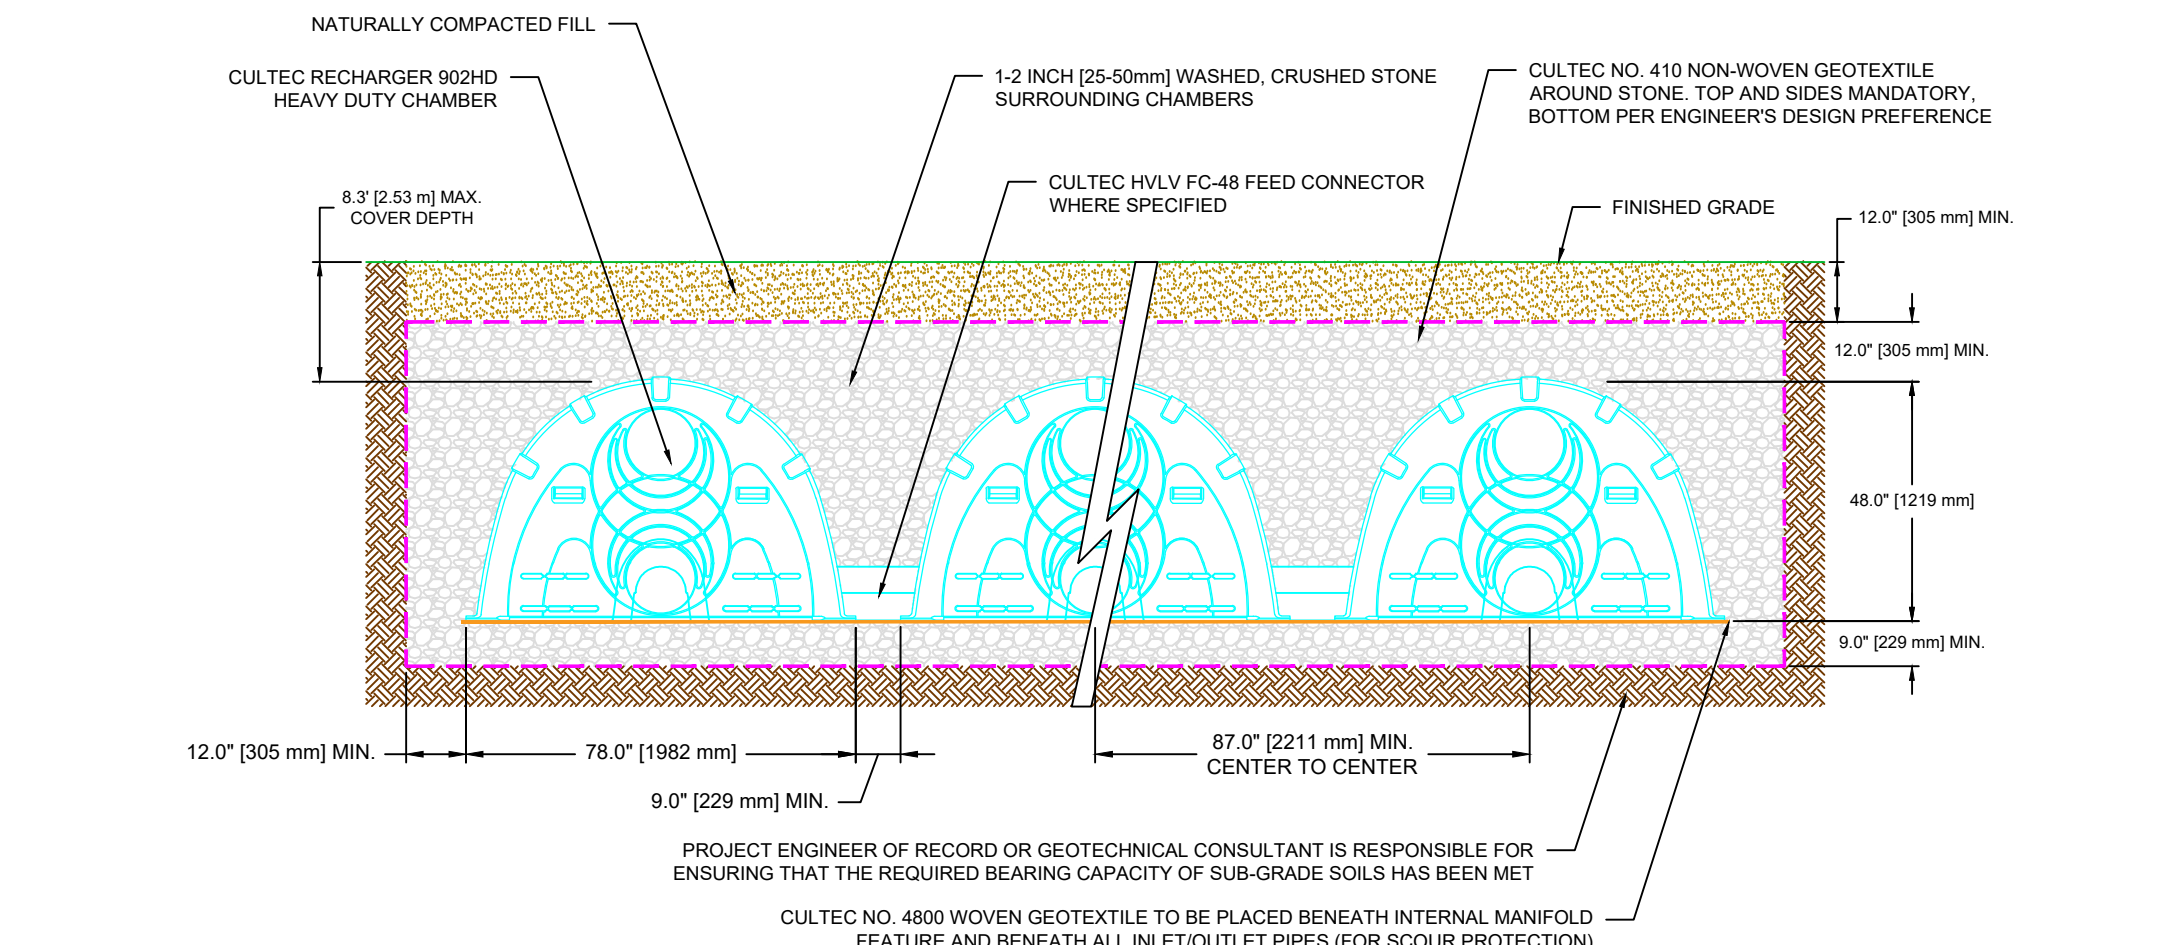 NATURALLY COMPACTED FILL
CULTEC RECHARGER 902HD
HEAVY DUTY CHAMBER
1-2 INCH [25-50mm] WASHED, CRUSHED STONE
SURROUNDING CHAMBERS
CULTEC NO. 410 NON-WOVEN GEOTEXTILE
AROUND STONE. TOP AND SIDES MANDATORY,
BOTTOM PER ENGINEER'S DESIGN PREFERENCE
8.3' [2.53 m] MAX.
COVER DEPTH
CULTEC HVLV FC-48 FEED CONNECTOR
WHERE SPECIFIED
FINISHED GRADE
12.0" [305 mm] MIN.
12.0" [305 mm] MIN.
48.0" [1219 mm]
9.0" [229 mm] MIN.
12.0" [305 mm] MIN.
78.0" [1982 mm]
9.0" [229 mm] MIN.
87.0" [2211 mm] MIN.
CENTER TO CENTER
PROJECT ENGINEER OF RECORD OR GEOTECHNICAL CONSULTANT IS RESPONSIBLE FOR
ENSURING THAT THE REQUIRED BEARING CAPACITY OF SUB-GRADE SOILS HAS BEEN MET
CULTEC NO. 4800 WOVEN GEOTEXTILE TO BE PLACED BENEATH INTERNAL MANIFOLD
FEATURE AND BENEATH ALL INLET/OUTLET PIPES (FOR SCOUR PROTECTION)